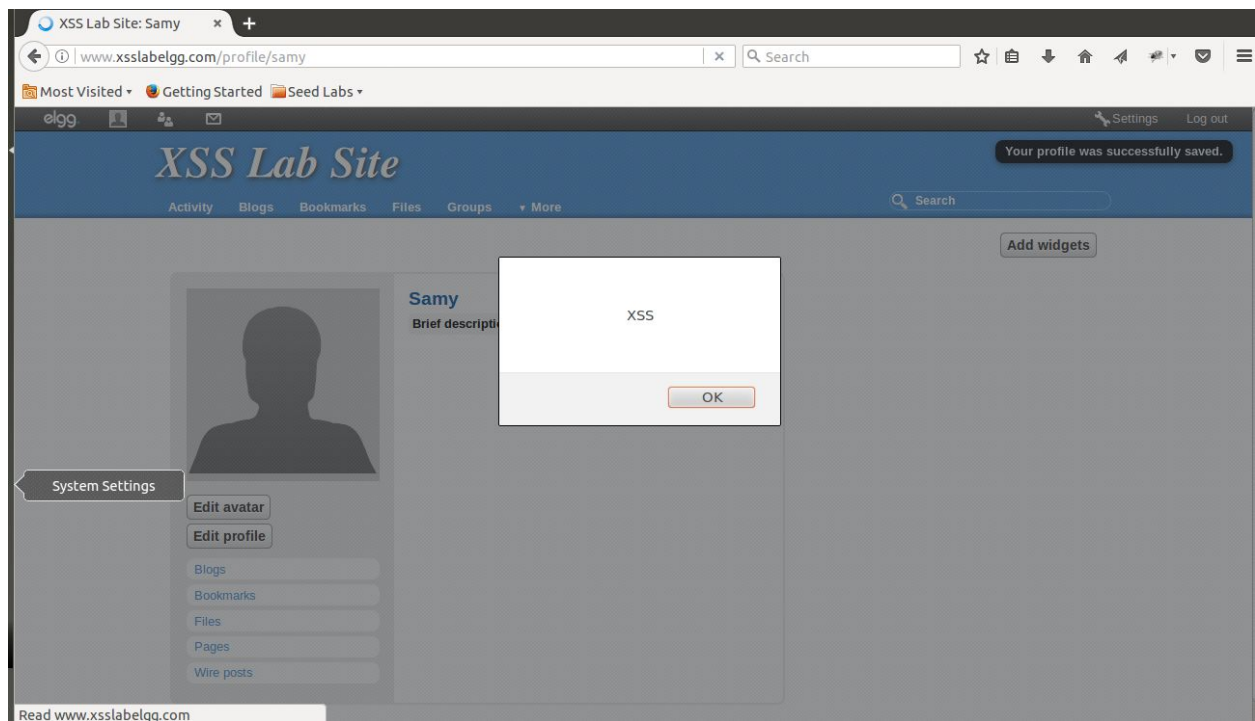 XSS Lab Site: Samy × +
www.xsslabelgg.com/profile/samy × Search
Most Visited Getting Started Seed Labs
elgg. Settings Log out
XSS Lab Site
Your profile was successfully saved.
Activity Blogs Bookmarks Files Groups ▾ More Search
Add widgets
Samy
Brief descripti
XSS
OK
System Settings
Edit avatar
Edit profile
Blogs
Bookmarks
Files
Pages
Wire posts
Read www.xsslabelgg.com